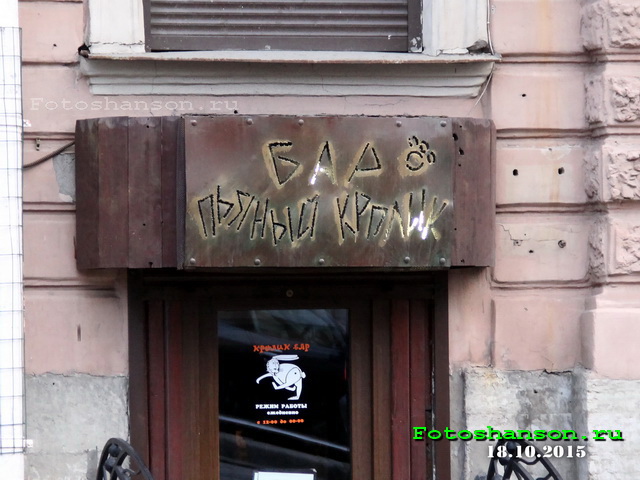 Fotoshanson.ru
БАР
ПЬЯНЫЙ КРОЛИК
КРОЛИК БАР
РЕЖИМ РАБОТЫ
ежедневно
Fotoshanson.ru
18.10.2015